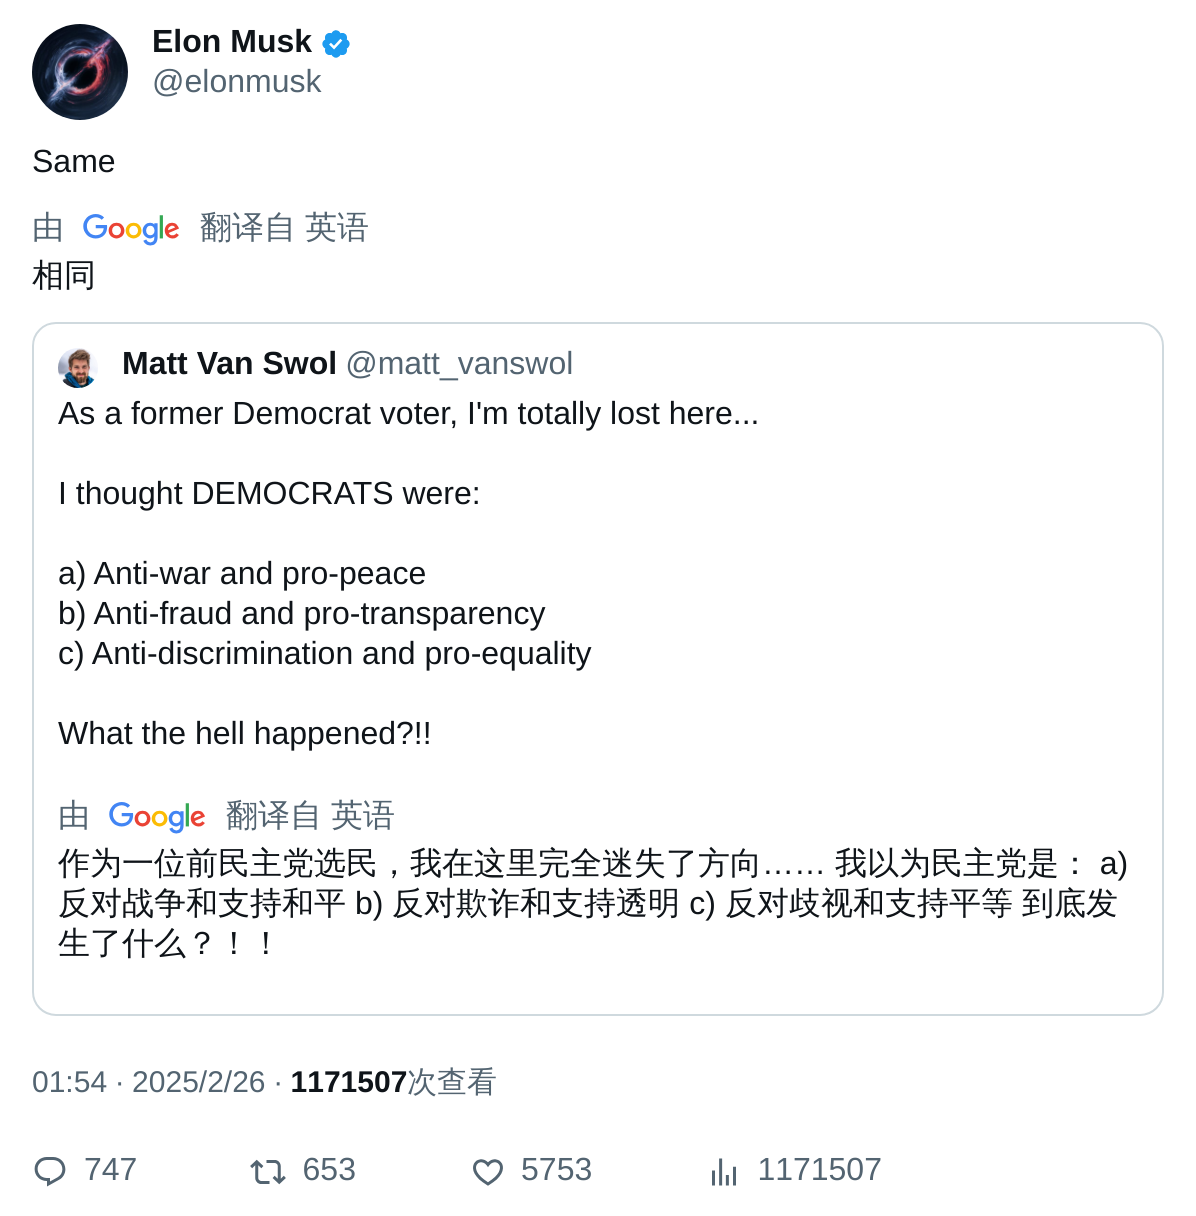 Elon Musk
@elonmusk
Same
由 Google 翻译自 英语
相同
Matt Van Swol @matt_vanswol
As a former Democrat voter, I'm totally lost here...
I thought DEMOCRATS were:
a) Anti-war and pro-peace
b) Anti-fraud and pro-transparency
c) Anti-discrimination and pro-equality
What the hell happened?!!
由 Google 翻译自 英语
作为一位前民主党选民，我在这里完全迷失了方向…… 我以为民主党是： a)
反对战争和支持和平 b) 反对欺诈和支持透明 c) 反对歧视和支持平等 到底发
生了什么？！！
01:54 · 2025/2/26 · 1171507次查看
747 653 5753 1171507